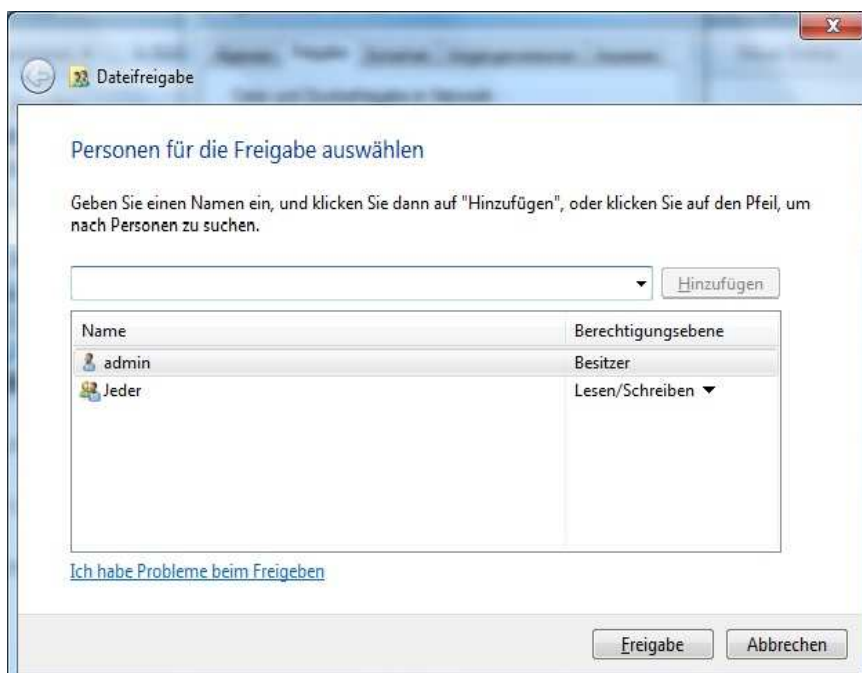 Dateifreigabe
Personen für die Freigabe auswählen
Geben Sie einen Namen ein, und klicken Sie dann auf "Hinzufügen", oder klicken Sie auf den Pfeil, um
nach Personen zu suchen.
Hinzufügen
Name Berechtigungsebene
admin Besitzer
Jeder Lesen/Schreiben
Ich habe Probleme beim Freigeben
Freigabe Abbrechen